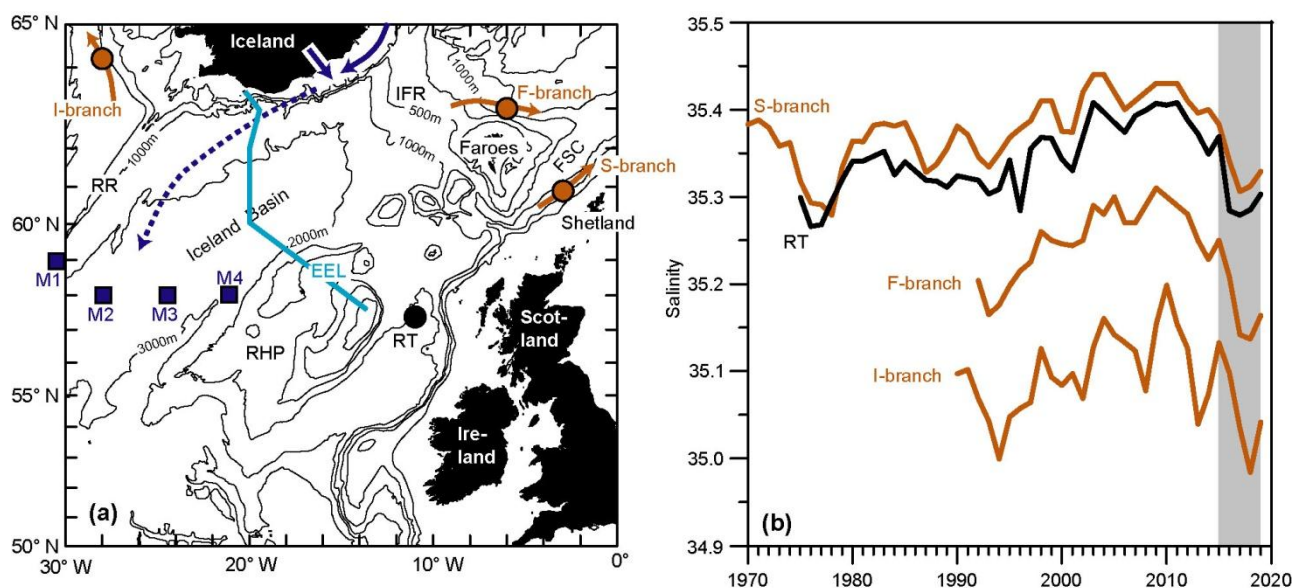 65° N
60° N
55° N
50° N
30° W
20° W
10° W
0°
Iceland
I-branch
1000m
RR
IFR
500m
1000m
1000m
F-branch
Faroes
FSC
S-branch
Shetland
Iceland Basin
2000m
EEL
M1
M2
M3
M4
3000m
RHP
RT
Scot-
land
Ire-
land
(a)
35.5
35.4
35.3
35.2
35.1
35.0
34.9
Salinity
S-branch
RT
F-branch
I-branch
(b)
1970
1980
1990
2000
2010
2020